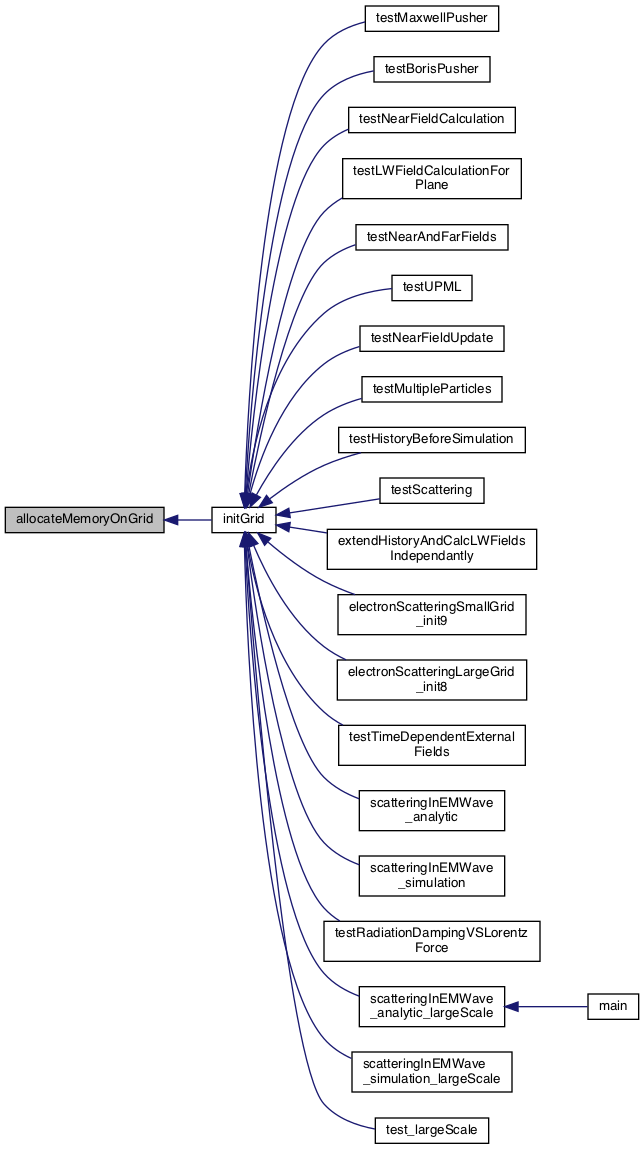 testMaxwellPusher
testBorisPusher
testNearFieldCalculation
testLWFieldCalculationFor
Plane
testNearAndFarFields
testUPML
testNearFieldUpdate
testMultipleParticles
testHistoryBeforeSimulation
testScattering
allocateMemoryOnGrid
initGrid
extendHistoryAndCalcLWFields
Independantly
electronScatteringSmallGrid
_init9
electronScatteringLargeGrid
_init8
testTimeDependentExternal
Fields
scatteringInEMWave
_analytic
scatteringInEMWave
_simulation
testRadiationDampingVSLorentz
Force
scatteringInEMWave
_analytic_largeScale
main
scatteringInEMWave
_simulation_largeScale
test_largeScale